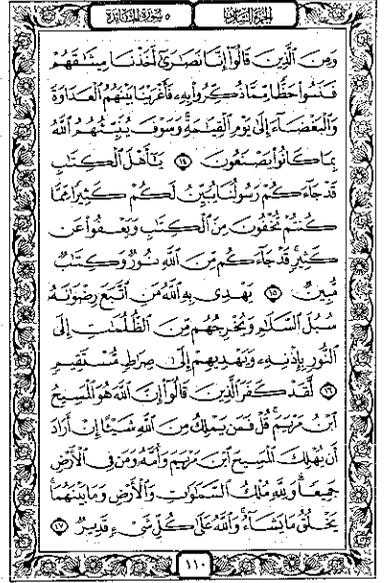 الجزء السادس ٥ سورة المائدة
وَمِنَ ٱلَّذِينَ قَالُوٓا۟ إِنَّا نَصَـٰرَىٰٓ أَخَذْنَا مِيثَـٰقَهُمْ
فَنَسُوا۟ حَظًّا مِّمَّا ذُكِّرُوا۟ بِهِۦ فَأَغْرَيْنَا بَيْنَهُمُ ٱلْعَدَاوَةَ
وَٱلْبَغْضَآءَ إِلَىٰ يَوْمِ ٱلْقِيَـٰمَةِ ۚ وَسَوْفَ يُنَبِّئُهُمُ ٱللَّهُ
بِمَا كَانُوا۟ يَصْنَعُونَ ١٤ يَـٰٓأَهْلَ ٱلْكِتَـٰبِ
قَدْ جَآءَكُمْ رَسُولُنَا يُبَيِّنُ لَكُمْ كَثِيرًا مِّمَّا
كُنتُمْ تُخْفُونَ مِنَ ٱلْكِتَـٰبِ وَيَعْفُوا۟ عَن
كَثِيرٍ ۚ قَدْ جَآءَكُم مِّنَ ٱللَّهِ نُورٌ وَكِتَـٰبٌ
مُّبِينٌ ١٥ يَهْدِى بِهِ ٱللَّهُ مَنِ ٱتَّبَعَ رِضْوَٰنَهُۥ
سُبُلَ ٱلسَّلَـٰمِ وَيُخْرِجُهُم مِّنَ ٱلظُّلُمَـٰتِ إِلَى
ٱلنُّورِ بِإِذْنِهِۦ وَيَهْدِيهِمْ إِلَىٰ صِرَٰطٍ مُّسْتَقِيمٍ
١٦ لَّقَدْ كَفَرَ ٱلَّذِينَ قَالُوٓا۟ إِنَّ ٱللَّهَ هُوَ ٱلْمَسِيحُ
ٱبْنُ مَرْيَمَ ۚ قُلْ فَمَن يَمْلِكُ مِنَ ٱللَّهِ شَيْـًٔا إِنْ أَرَادَ
أَن يُهْلِكَ ٱلْمَسِيحَ ٱبْنَ مَرْيَمَ وَأُمَّهُۥ وَمَن فِى ٱلْأَرْضِ
جَمِيعًا ۗ وَلِلَّهِ مُلْكُ ٱلسَّمَـٰوَٰتِ وَٱلْأَرْضِ وَمَا بَيْنَهُمَا ۚ
يَخْلُقُ مَا يَشَآءُ ۚ وَٱللَّهُ عَلَىٰ كُلِّ شَىْءٍ قَدِيرٌ ١٧
١١٠